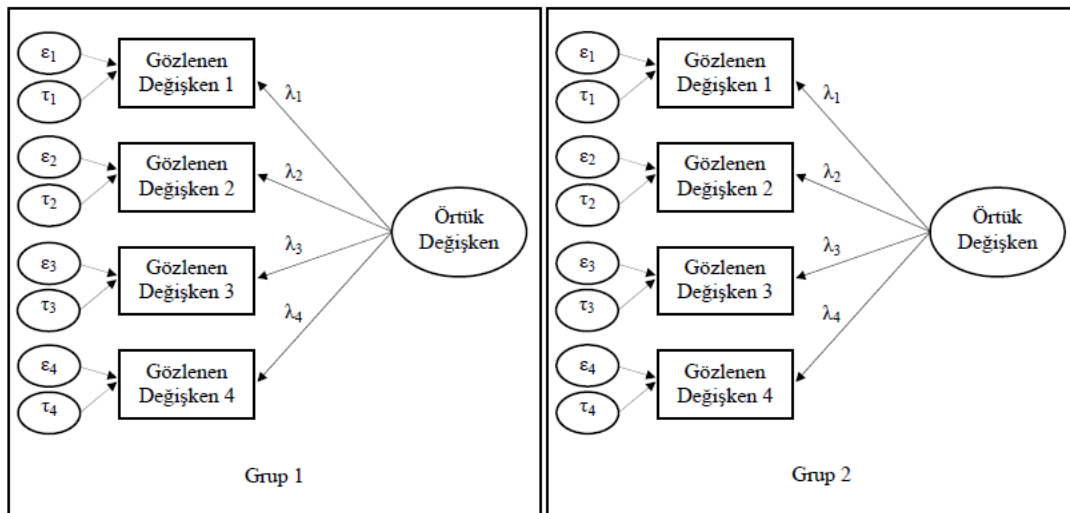 ε1
τ1
Gözlenen
Değişken 1
λ1
ε2
τ2
Gözlenen
Değişken 2
λ2
ε3
τ3
Gözlenen
Değişken 3
λ3
ε4
τ4
Gözlenen
Değişken 4
λ4
Örtük
Değişken
Grup 1
ε1
τ1
Gözlenen
Değişken 1
λ1
ε2
τ2
Gözlenen
Değişken 2
λ2
ε3
τ3
Gözlenen
Değişken 3
λ3
ε4
τ4
Gözlenen
Değişken 4
λ4
Örtük
Değişken
Grup 2